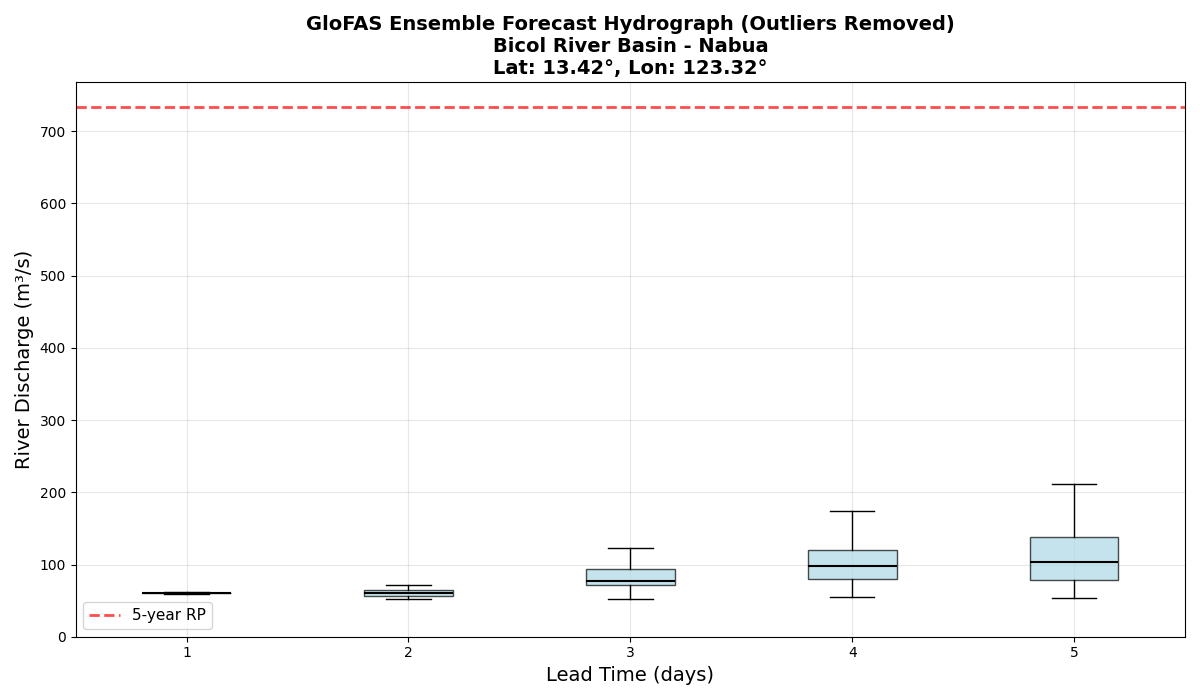 GloFAS Ensemble Forecast Hydrograph (Outliers Removed)
Bicol River Basin - Nabua
Lat: 13.42°, Lon: 123.32°
River Discharge (m³/s)
700
600
500
400
300
200
100
0
5-year RP
1 2 3 4 5
Lead Time (days)